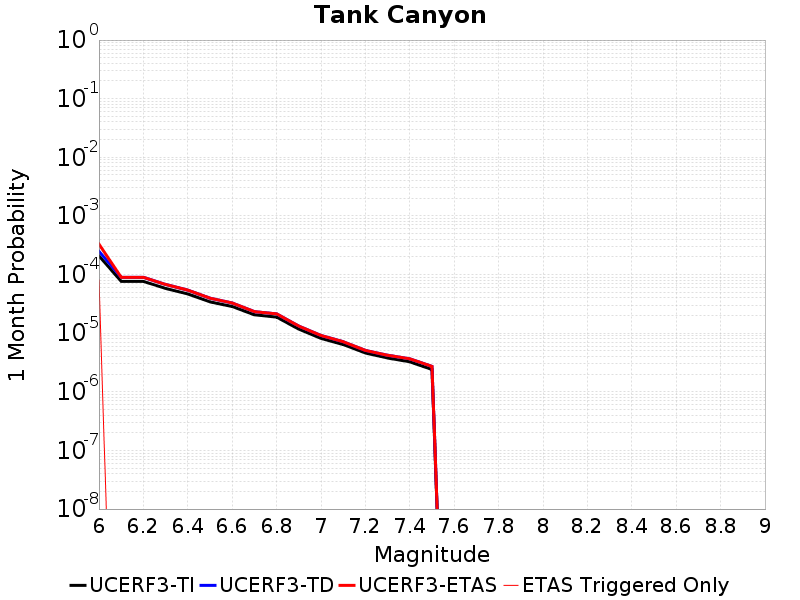 Tank Canyon
1 Month Probability
10^0
10^-1
10^-2
10^-3
10^-4
10^-5
10^-6
10^-7
10^-8
6 6.2 6.4 6.6 6.8 7 7.2 7.4 7.6 7.8 8 8.2 8.4 8.6 8.8 9
Magnitude
UCERF3-TI UCERF3-TD UCERF3-ETAS ETAS Triggered Only